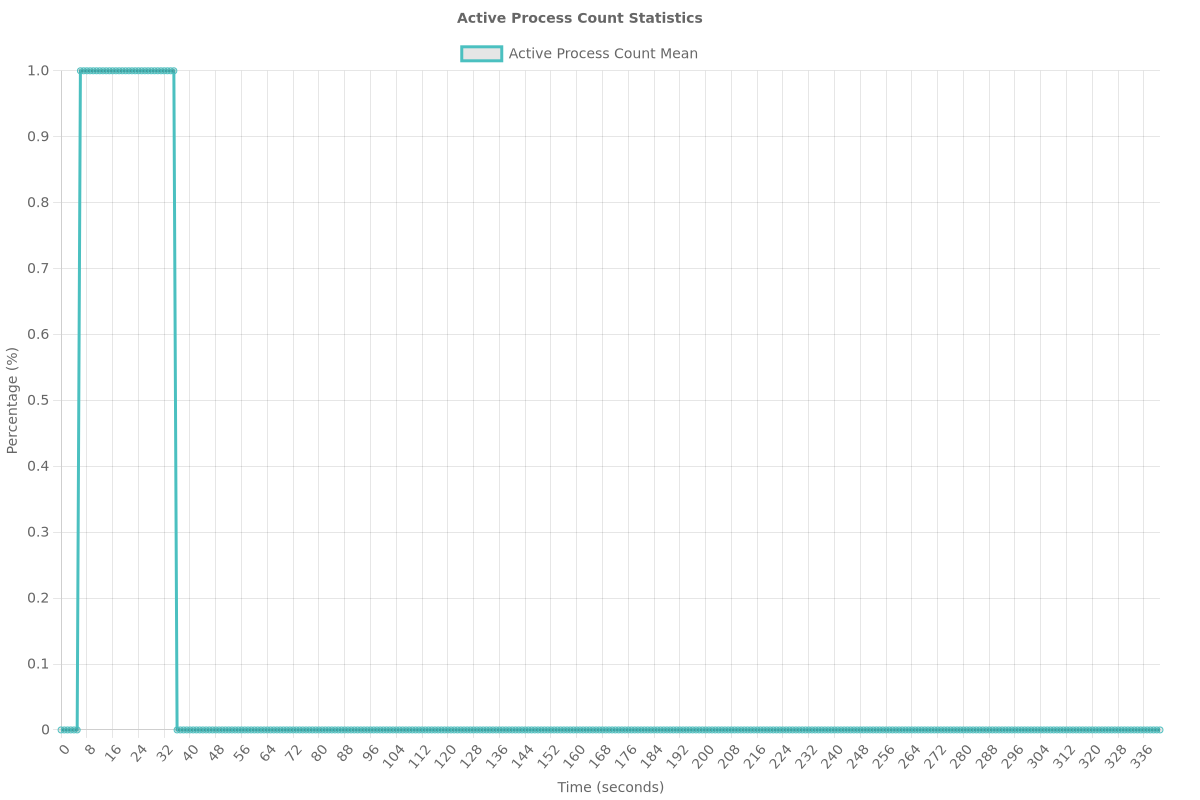 Active Process Count Statistics
Active Process Count Mean
1.0
0.9
0.8
0.7
0.6
0.5
0.4
0.3
0.2
0.1
0
Percentage (%)
0 8 16 24 32 40 48 56 64 72 80 88 96 104 112 120 128 136 144 152 160 168 176 184 192 200 208 216 224 232 240 248 256 264 272 280 288 296 304 312 320 328 336
Time (seconds)